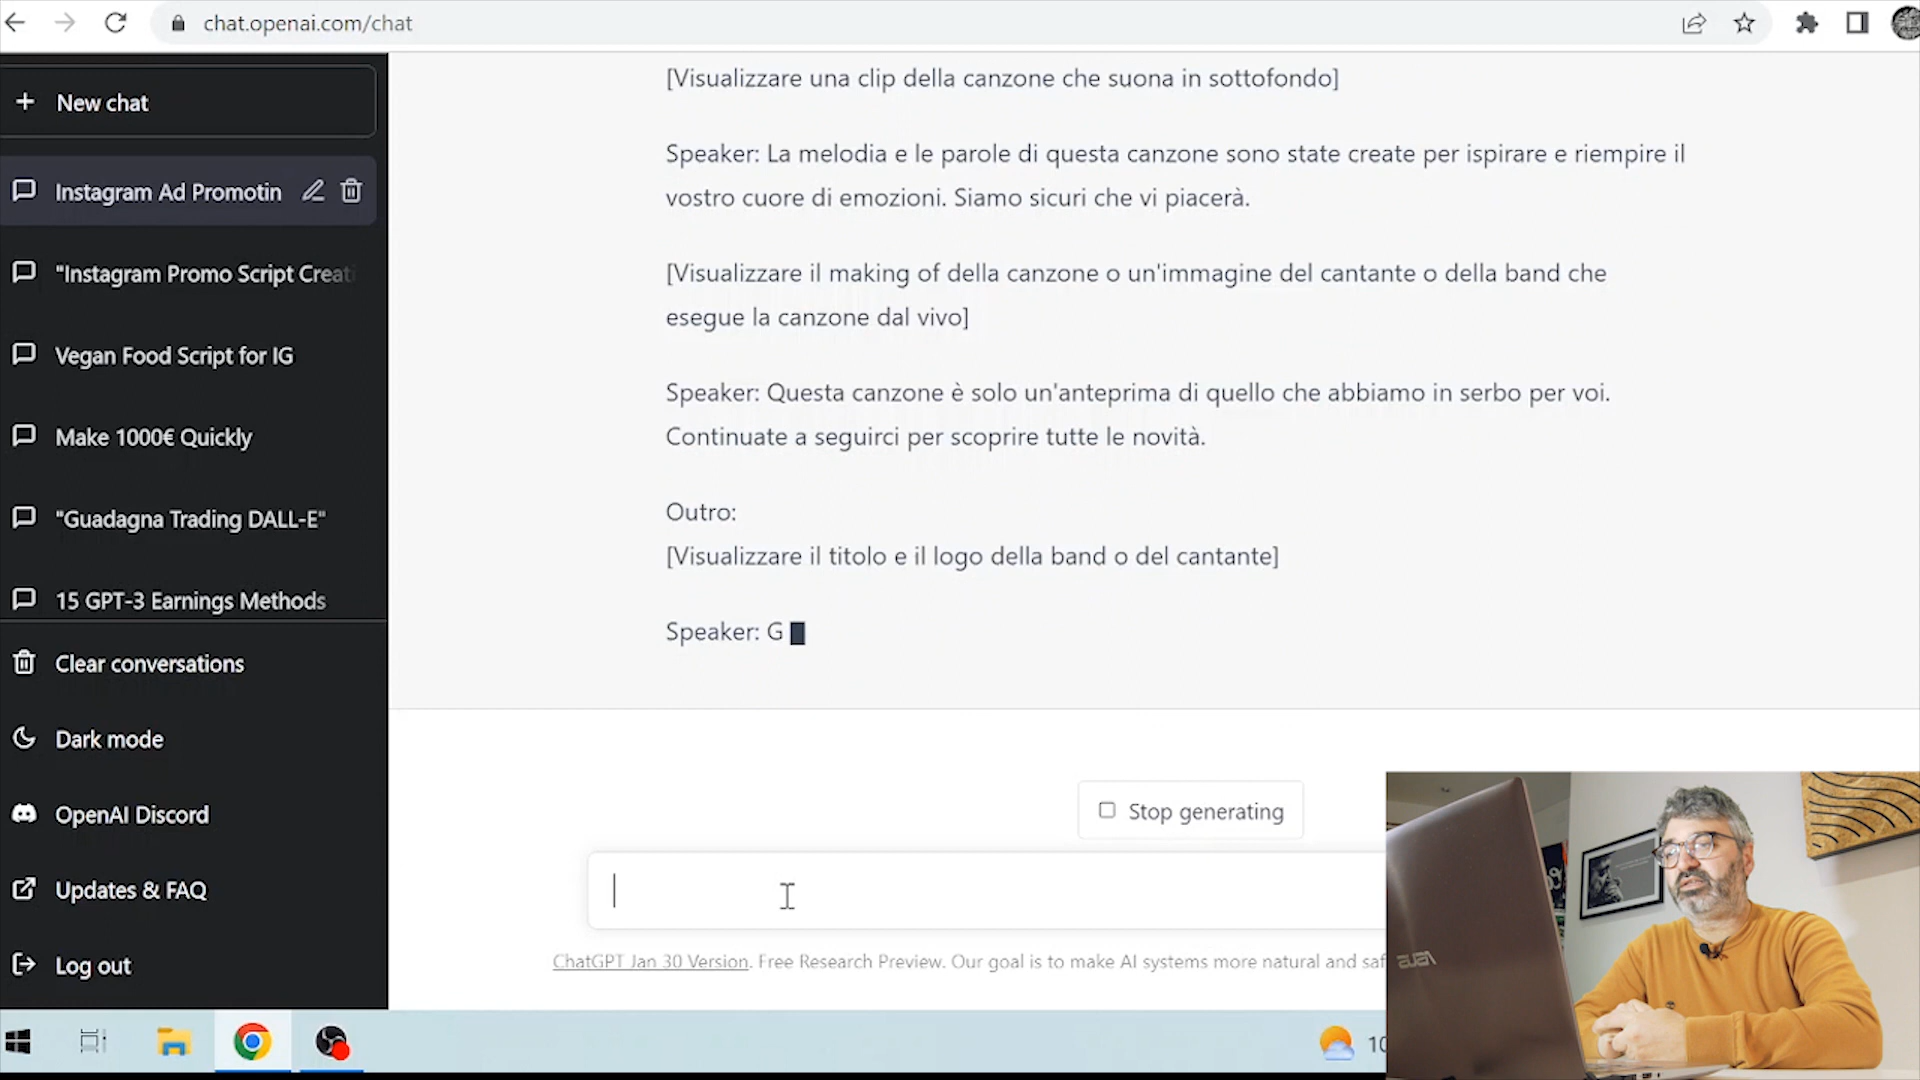 chat.openai.com/chat
New chat
Instagram Ad Promotin
"Instagram Promo Script Creati
Vegan Food Script for IG
Make 1000€ Quickly
"Guadagna Trading DALL-E"
15 GPT-3 Earnings Methods
Clear conversations
Dark mode
OpenAI Discord
Updates & FAQ
Log out
[Visualizzare una clip della canzone che suona in sottofondo]
Speaker: La melodia e le parole di questa canzone sono state create per ispirare e riempire il
vostro cuore di emozioni. Siamo sicuri che vi piacerà.
[Visualizzare il making of della canzone o un'immagine del cantante o della band che
esegue la canzone dal vivo]
Speaker: Questa canzone è solo un'anteprima di quello che abbiamo in serbo per voi.
Continuate a seguirci per scoprire tutte le novità.
Outro:
[Visualizzare il titolo e il logo della band o del cantante]
Speaker: G
Stop generating
ChatGPT Jan 30 Version. Free Research Preview. Our goal is to make AI systems more natural and saf
10
ASUS